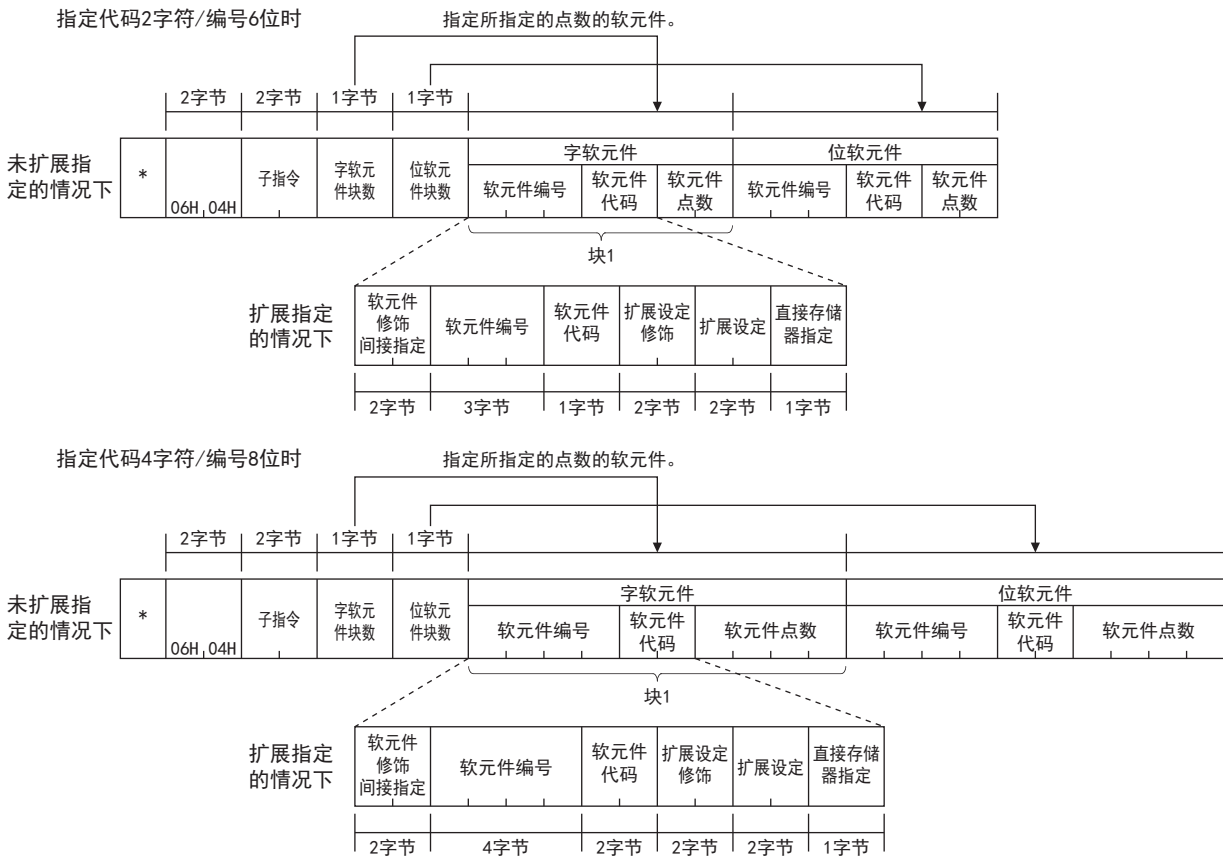 指定代码2字符/编号6位时
指定所指定的点数的软元件。
2字节 2字节 1字节 1字节
未扩展指
定的情况下
*
06H 04H
子指令
字软元
件块数
位软元
件块数
字软元件
位软元件
软元件编号
软元件
代码
软元件
点数
软元件编号
软元件
代码
软元件
点数
块1
扩展指定
的情况下
软元件
修饰
间接指定
软元件编号
软元件
代码
扩展设定
修饰
扩展设定
直接存储
器指定
2字节 3字节 1字节 2字节 2字节 1字节
指定代码4字符/编号8位时
指定所指定的点数的软元件。
2字节 2字节 1字节 1字节
未扩展指
定的情况下
*
06H 04H
子指令
字软元
件块数
位软元
件块数
字软元件
位软元件
软元件编号
软元件
代码
软元件点数
软元件编号
软元件
代码
软元件点数
块1
扩展指定
的情况下
软元件
修饰
间接指定
软元件编号
软元件
代码
扩展设定
修饰
扩展设定
直接存储
器指定
2字节 4字节 2字节 2字节 2字节 1字节